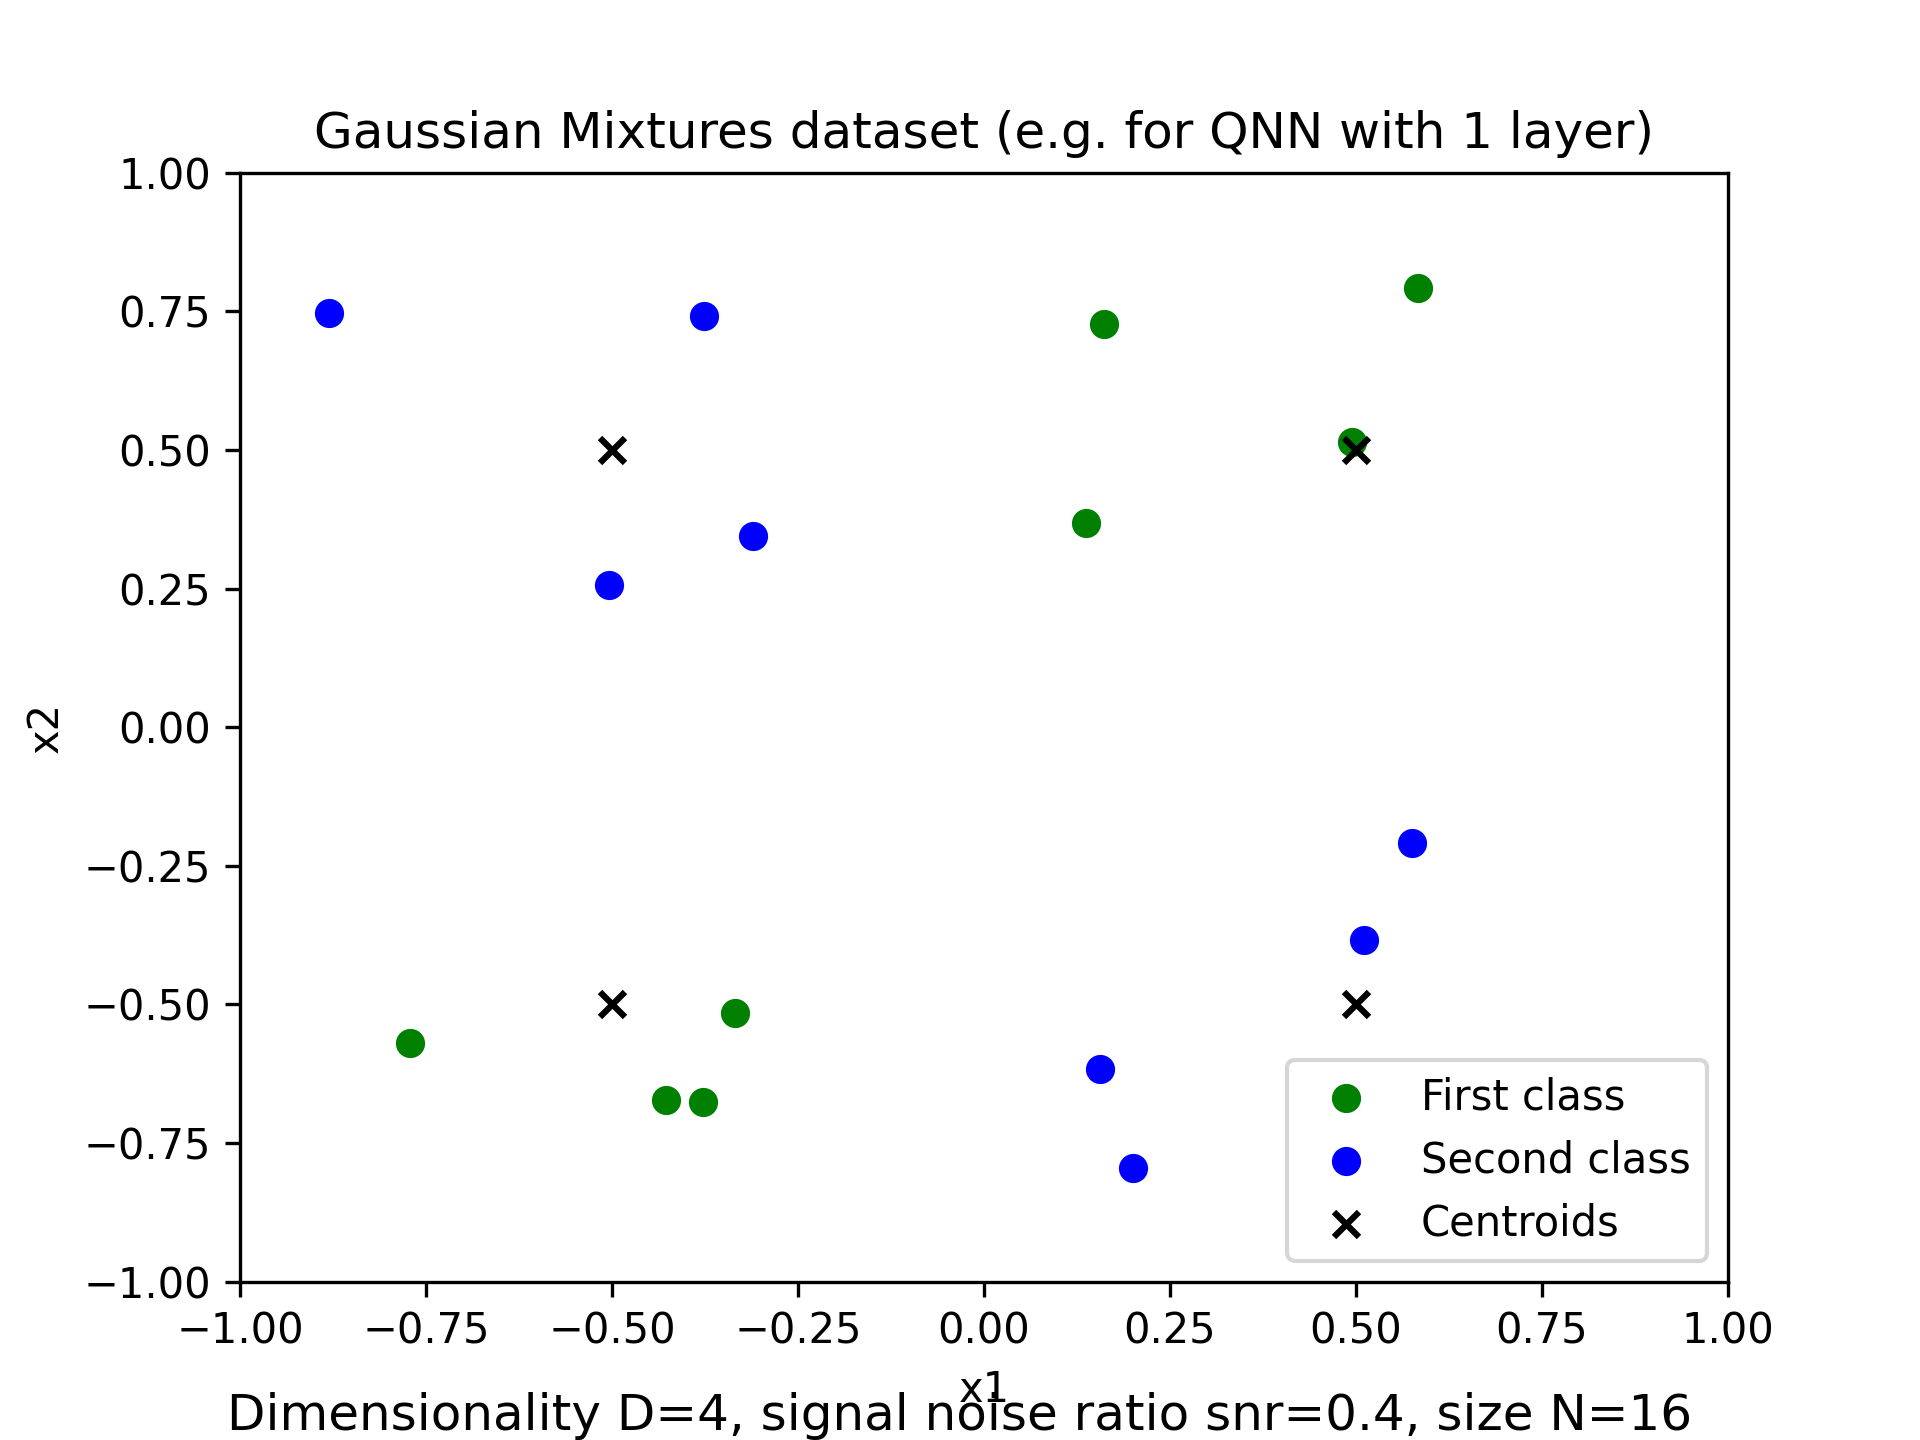 Gaussian Mixtures dataset (e.g. for QNN with 1 layer)
1.00
0.75
0.50
0.25
0.00
−0.25
−0.50
−0.75
−1.00
x2
First class
Second class
Centroids
−1.00 −0.75 −0.50 −0.25 0.00 0.25 0.50 0.75 1.00
x1
Dimensionality D=4, signal noise ratio snr=0.4, size N=16